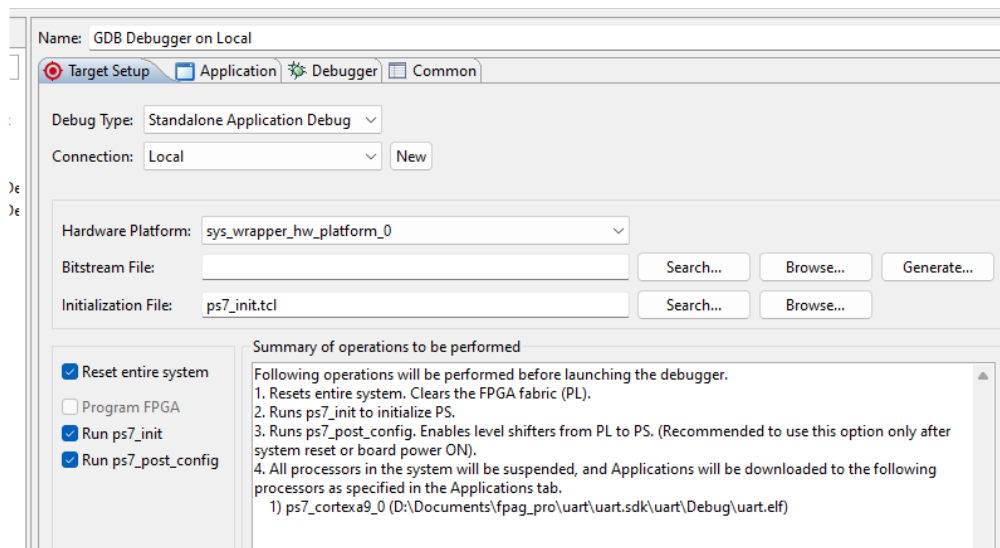 Name: GDB Debugger on Local
Target Setup Application Debugger Common
Debug Type: Standalone Application Debug
Connection: Local New
De
De
Hardware Platform: sys_wrapper_hw_platform_0
Bitstream File: Search... Browse... Generate...
Initialization File: ps7_init.tcl Search... Browse...
Summary of operations to be performed
Reset entire system
Program FPGA
Run ps7_init
Run ps7_post_config
Following operations will be performed before launching the debugger.
1. Resets entire system. Clears the FPGA fabric (PL).
2. Runs ps7_init to initialize PS.
3. Runs ps7_post_config. Enables level shifters from PL to PS. (Recommended to use this option only after
system reset or board power ON).
4. All processors in the system will be suspended, and Applications will be downloaded to the following
processors as specified in the Applications tab.
1) ps7_cortexa9_0 (D:\Documents\fpag_pro\uart\uart.sdk\uart\Debug\uart.elf)